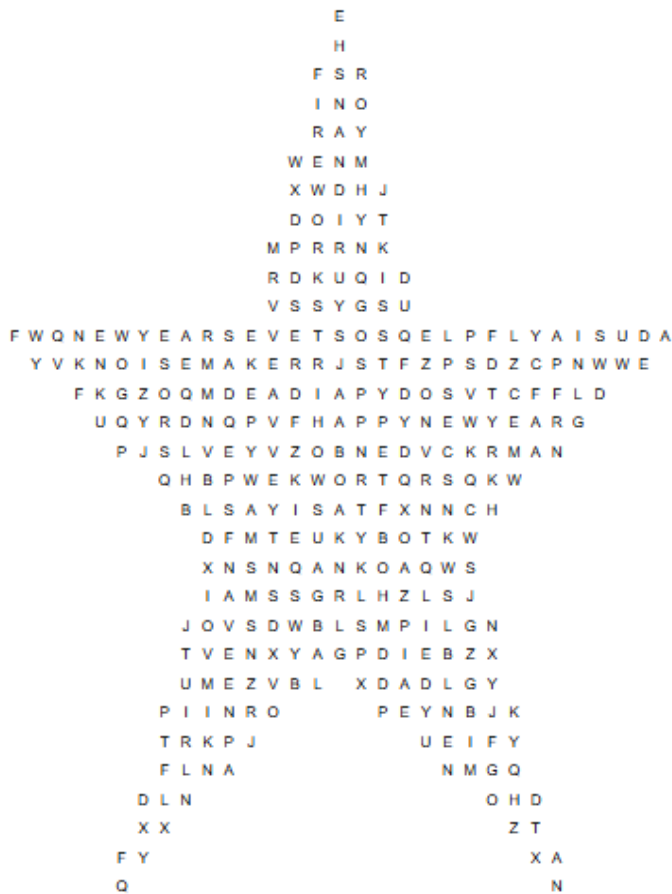 E
H
F S R
I N O
R A Y
W E N M
X W D H J
D O I Y T
M P R R N K
R D K U Q I D
V S S Y G S U
F W Q N E W Y E A R S E V E T S O S Q E L P F L Y A I S U D A
Y V K N O I S E M A K E R R J S T F Z P S D Z C P N W W E
F K G Z O Q M D E A D I A P Y D O S V T C F F L D
U Q Y R D N Q P V F H A P P Y N E W Y E A R G
P J S L V E Y V Z O B N E D V C K R M A N
Q H B P W E K W O R T Q R S Q K W
B L S A Y I S A T F X N N C H
D F M T E U K Y B O T K W
X N S N Q A N K O A Q W S
I A M S S G R L H Z L S J
J O V S D W B L S M P I L G N
T V E N X Y A G P D I E B Z X
U M E Z V B L X D A D L G Y
P I I N R O P E Y N B J K
T R K P J U E I F Y
F L N A N M G Q
D L N O H D
X X Z T
F Y X A
Q N